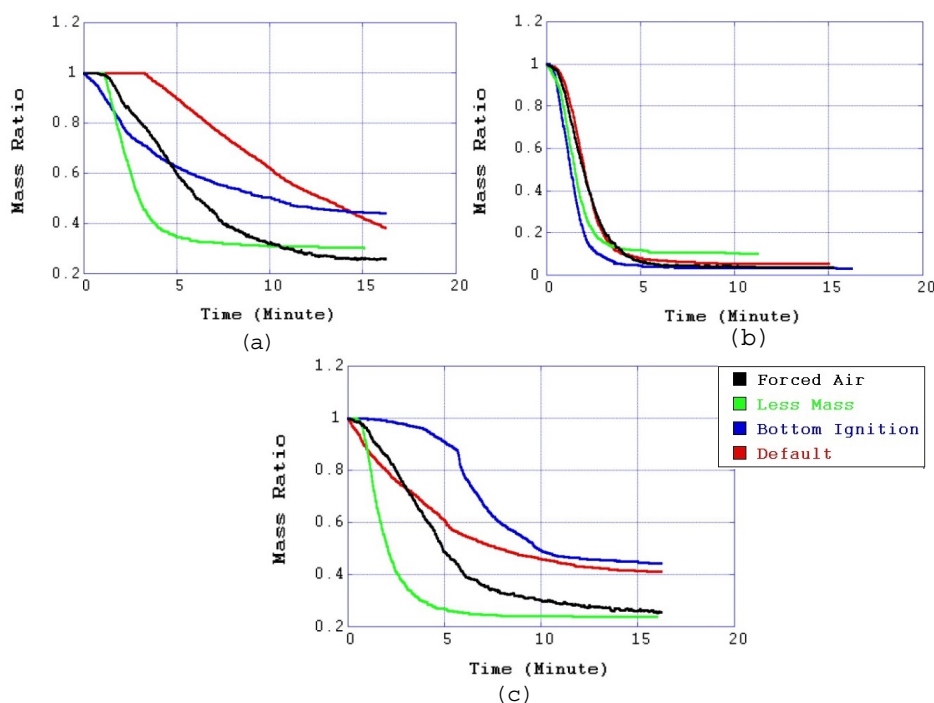 1.2
1
0.8
0.6
0.4
0.2
Mass Ratio
0 5 10 15 20
Time (Minute)
(a)
1.2
1
0.8
0.6
0.4
0.2
0
Mass Ratio
0 5 10 15 20
Time (Minute)
(b)
1.2
1
0.8
0.6
0.4
0.2
Mass Ratio
0 5 10 15 20
Time (Minute)
(c)
Forced Air
Less Mass
Bottom Ignition
Default